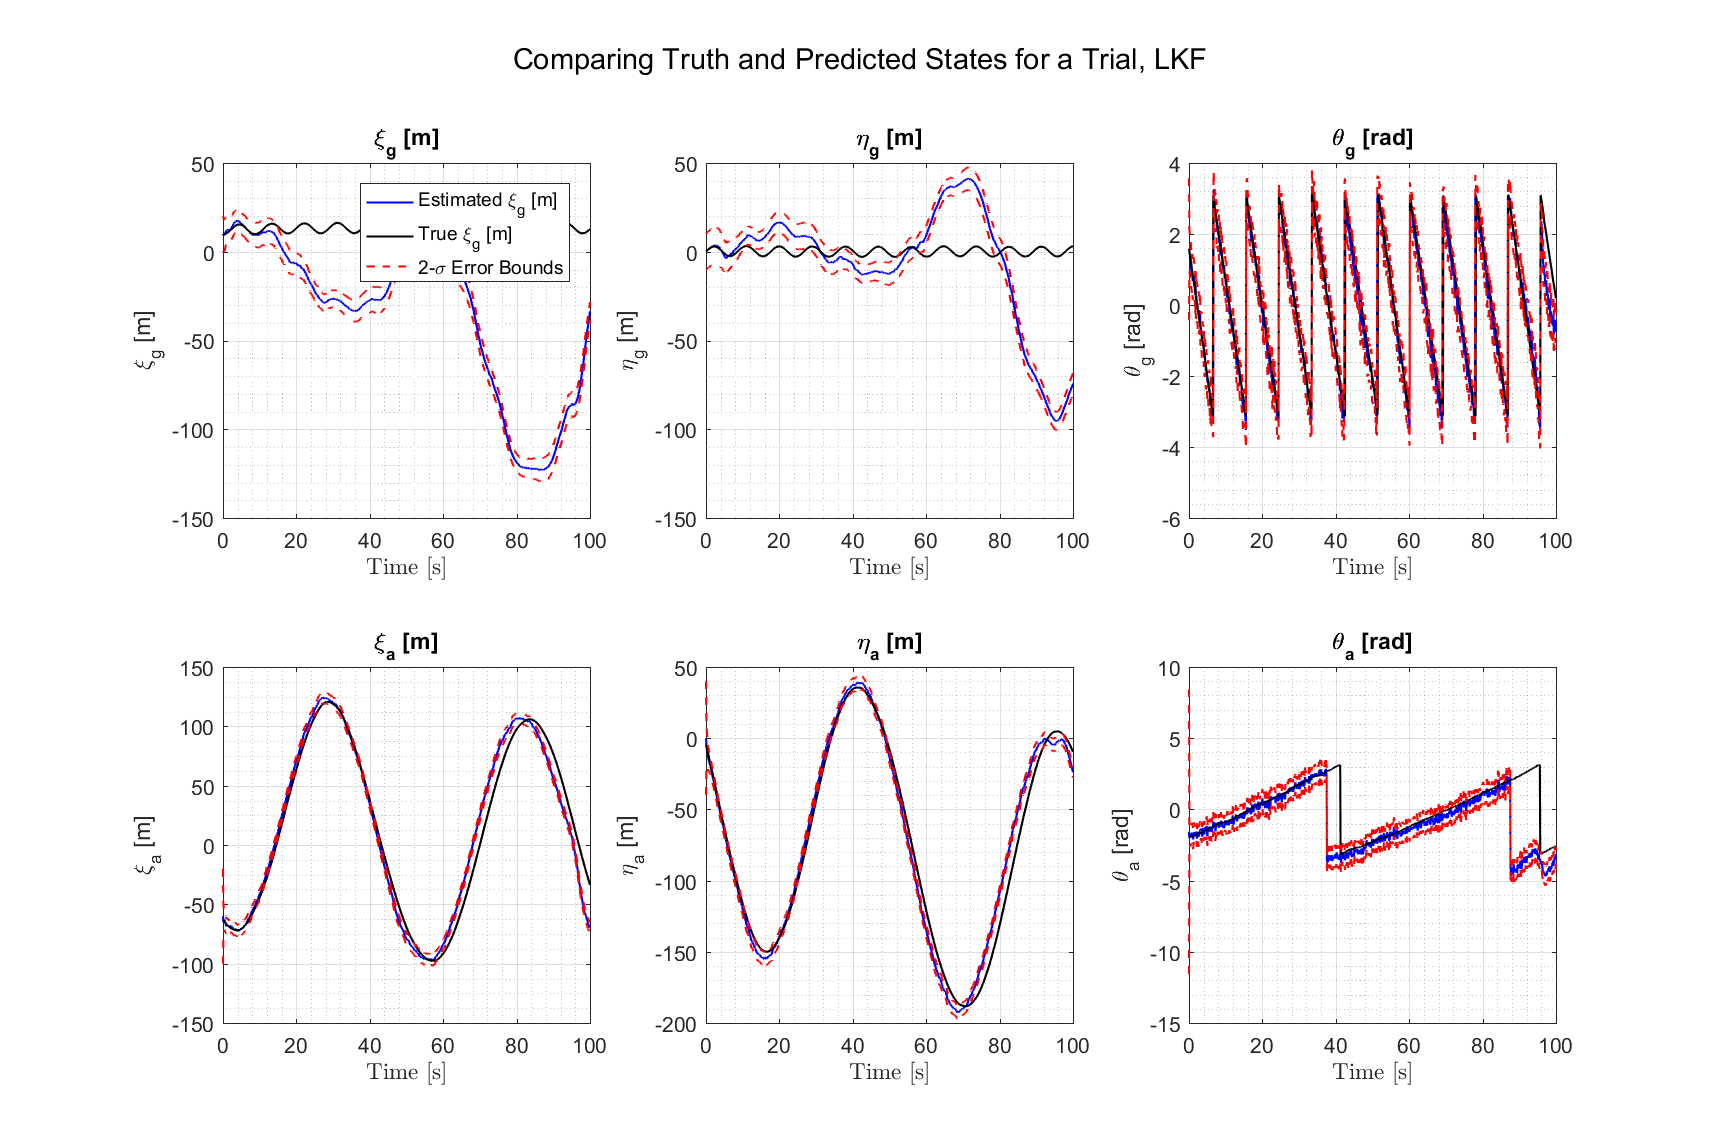 Comparing Truth and Predicted States for a Trial, LKF
ξg [m]
50
0
-50
-100
-150
0 20 40 60 80 100
Time [s]
ξg [m]
Estimated ξg [m]
True ξg [m]
2-σ Error Bounds
ηg [m]
50
0
-50
-100
-150
0 20 40 60 80 100
Time [s]
ηg [m]
θg [rad]
4
2
0
-2
-4
-6
0 20 40 60 80 100
Time [s]
θg [rad]
ξa [m]
150
100
50
0
-50
-100
-150
0 20 40 60 80 100
Time [s]
ξa [m]
ηa [m]
50
0
-50
-100
-150
-200
0 20 40 60 80 100
Time [s]
ηa [m]
θa [rad]
10
5
0
-5
-10
-15
0 20 40 60 80 100
Time [s]
θa [rad]